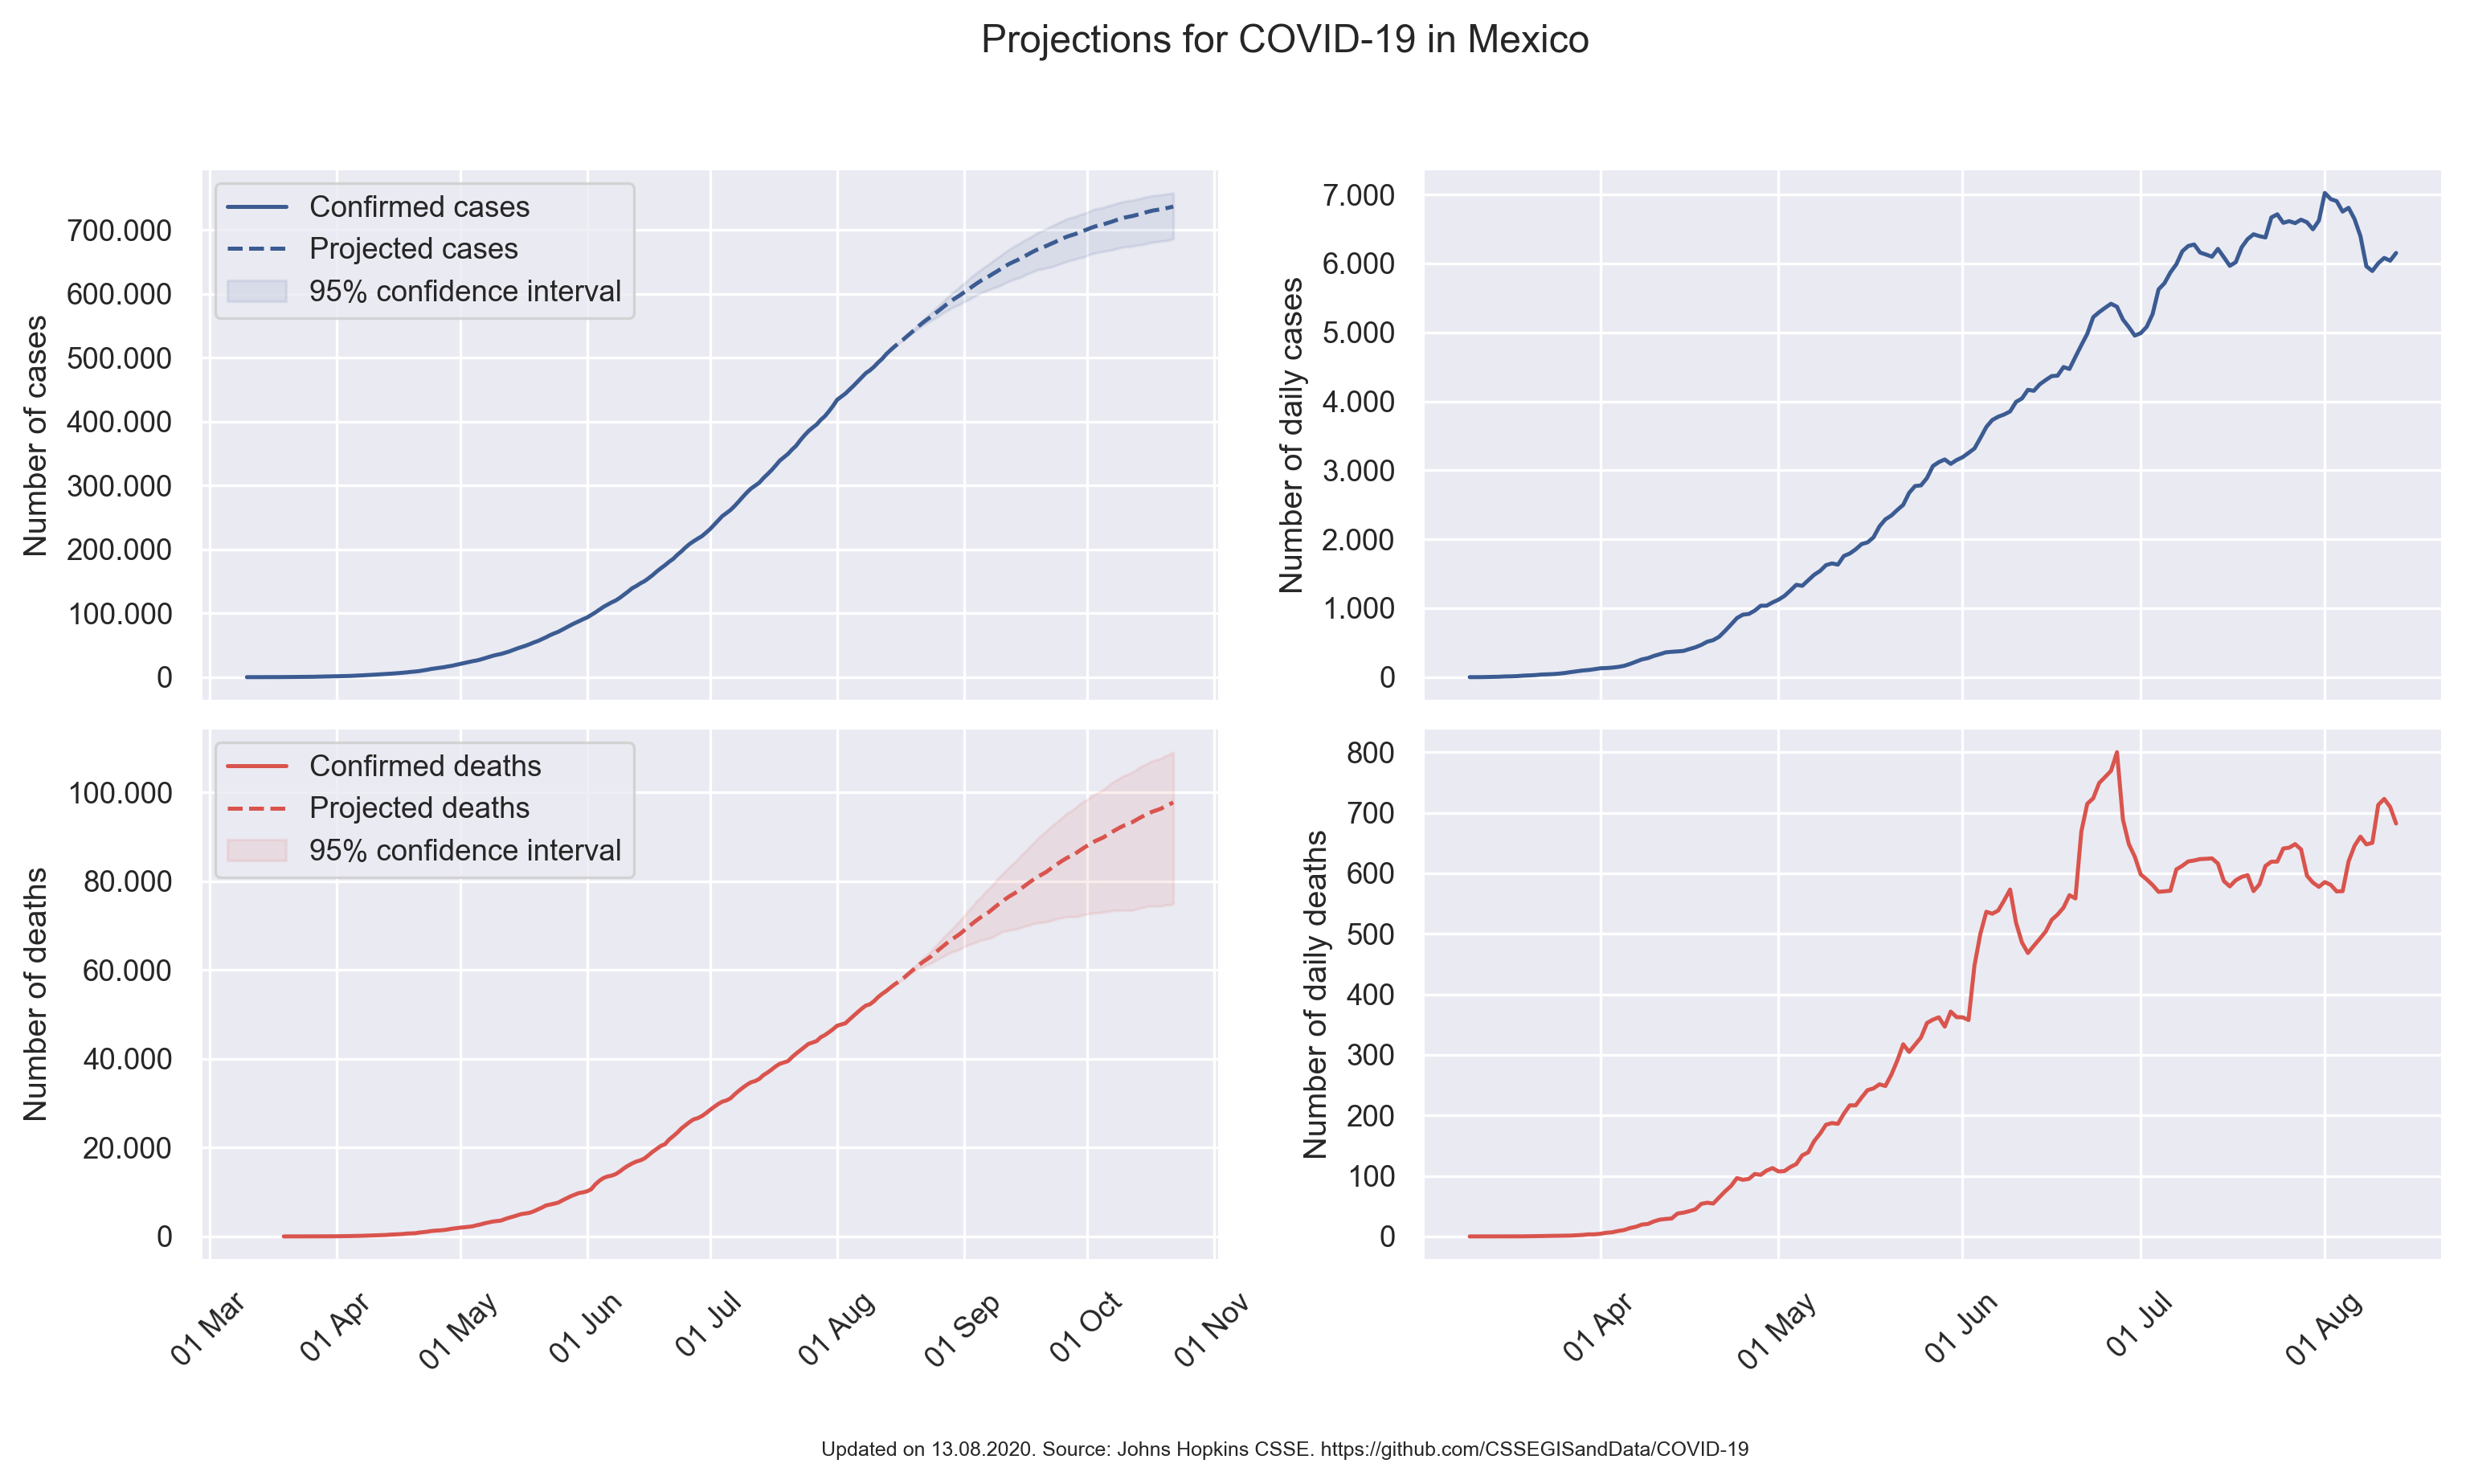 Projections for COVID-19 in Mexico
Number of cases
700.000
600.000
500.000
400.000
300.000
200.000
100.000
0
Confirmed cases
Projected cases
95% confidence interval
Number of daily cases
7.000
6.000
5.000
4.000
3.000
2.000
1.000
0
Number of deaths
100.000
80.000
60.000
40.000
20.000
0
Confirmed deaths
Projected deaths
95% confidence interval
01 Mar
01 Apr
01 May
01 Jun
01 Jul
01 Aug
01 Sep
01 Oct
01 Nov
Number of daily deaths
800
700
600
500
400
300
200
100
0
01 Apr
01 May
01 Jun
01 Jul
01 Aug
Updated on 13.08.2020. Source: Johns Hopkins CSSE. https://github.com/CSSEGISandData/COVID-19